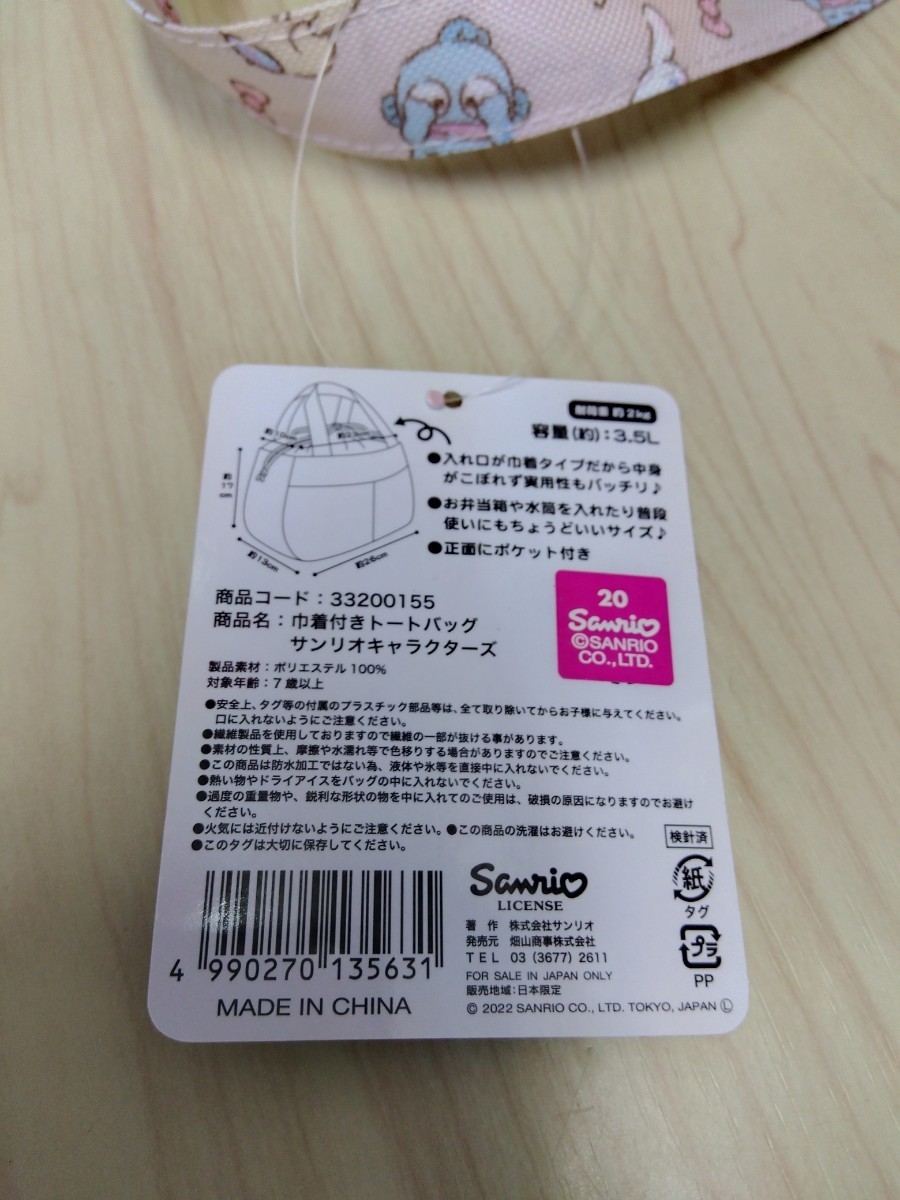 耐荷重 約2kg
容量(約):3.5L
約17cm
約13cm
約26cm
●入れ口が巾着タイプだから中身
がこぼれず実用性もバッチリ♪
●お弁当箱や水筒を入れたり普段
使いにもちょうどいいサイズ♪
●正面にポケット付き
商品コード:33200155
商品名:巾着付きトートバッグ
サンリオキャラクターズ
20
Sanrio
©SANRIO
CO.,LTD.
製品素材:ポリエステル100%
対象年齢:7歳以上
●安全上、タグ等の付属のプラスチック部品等は、全て取り除いてからお子様に与えてください。
口に入れないようにご注意ください。
●繊維製品を使用しておりますので繊維の一部が抜ける事があります。
●素材の性質上、摩擦や水濡れ等で色移りする場合がありますのでご注意ください。
●この商品は防水加工ではない為、液体や氷等を直接中に入れないでください。
●熱い物やドライアイスをバッグの中に入れないでください。
●過度の重量物や、鋭利な形状の物を中に入れてのご使用は、破損の原因になりますのでお避け
ください。
●火気には近付けないようにご注意ください。●この商品の洗濯はお避けください。
●このタグは大切に保存してください。
検針済
紙
タグ
プラ
PP
Sanrio
LICENSE
著 作 株式会社サンリオ
発売元 畑山商事株式会社
TEL 03 (3677) 2611
FOR SALE IN JAPAN ONLY
販売地域:日本限定
© 2022 SANRIO CO., LTD. TOKYO, JAPAN Ⓛ
4 990270 135631
MADE IN CHINA